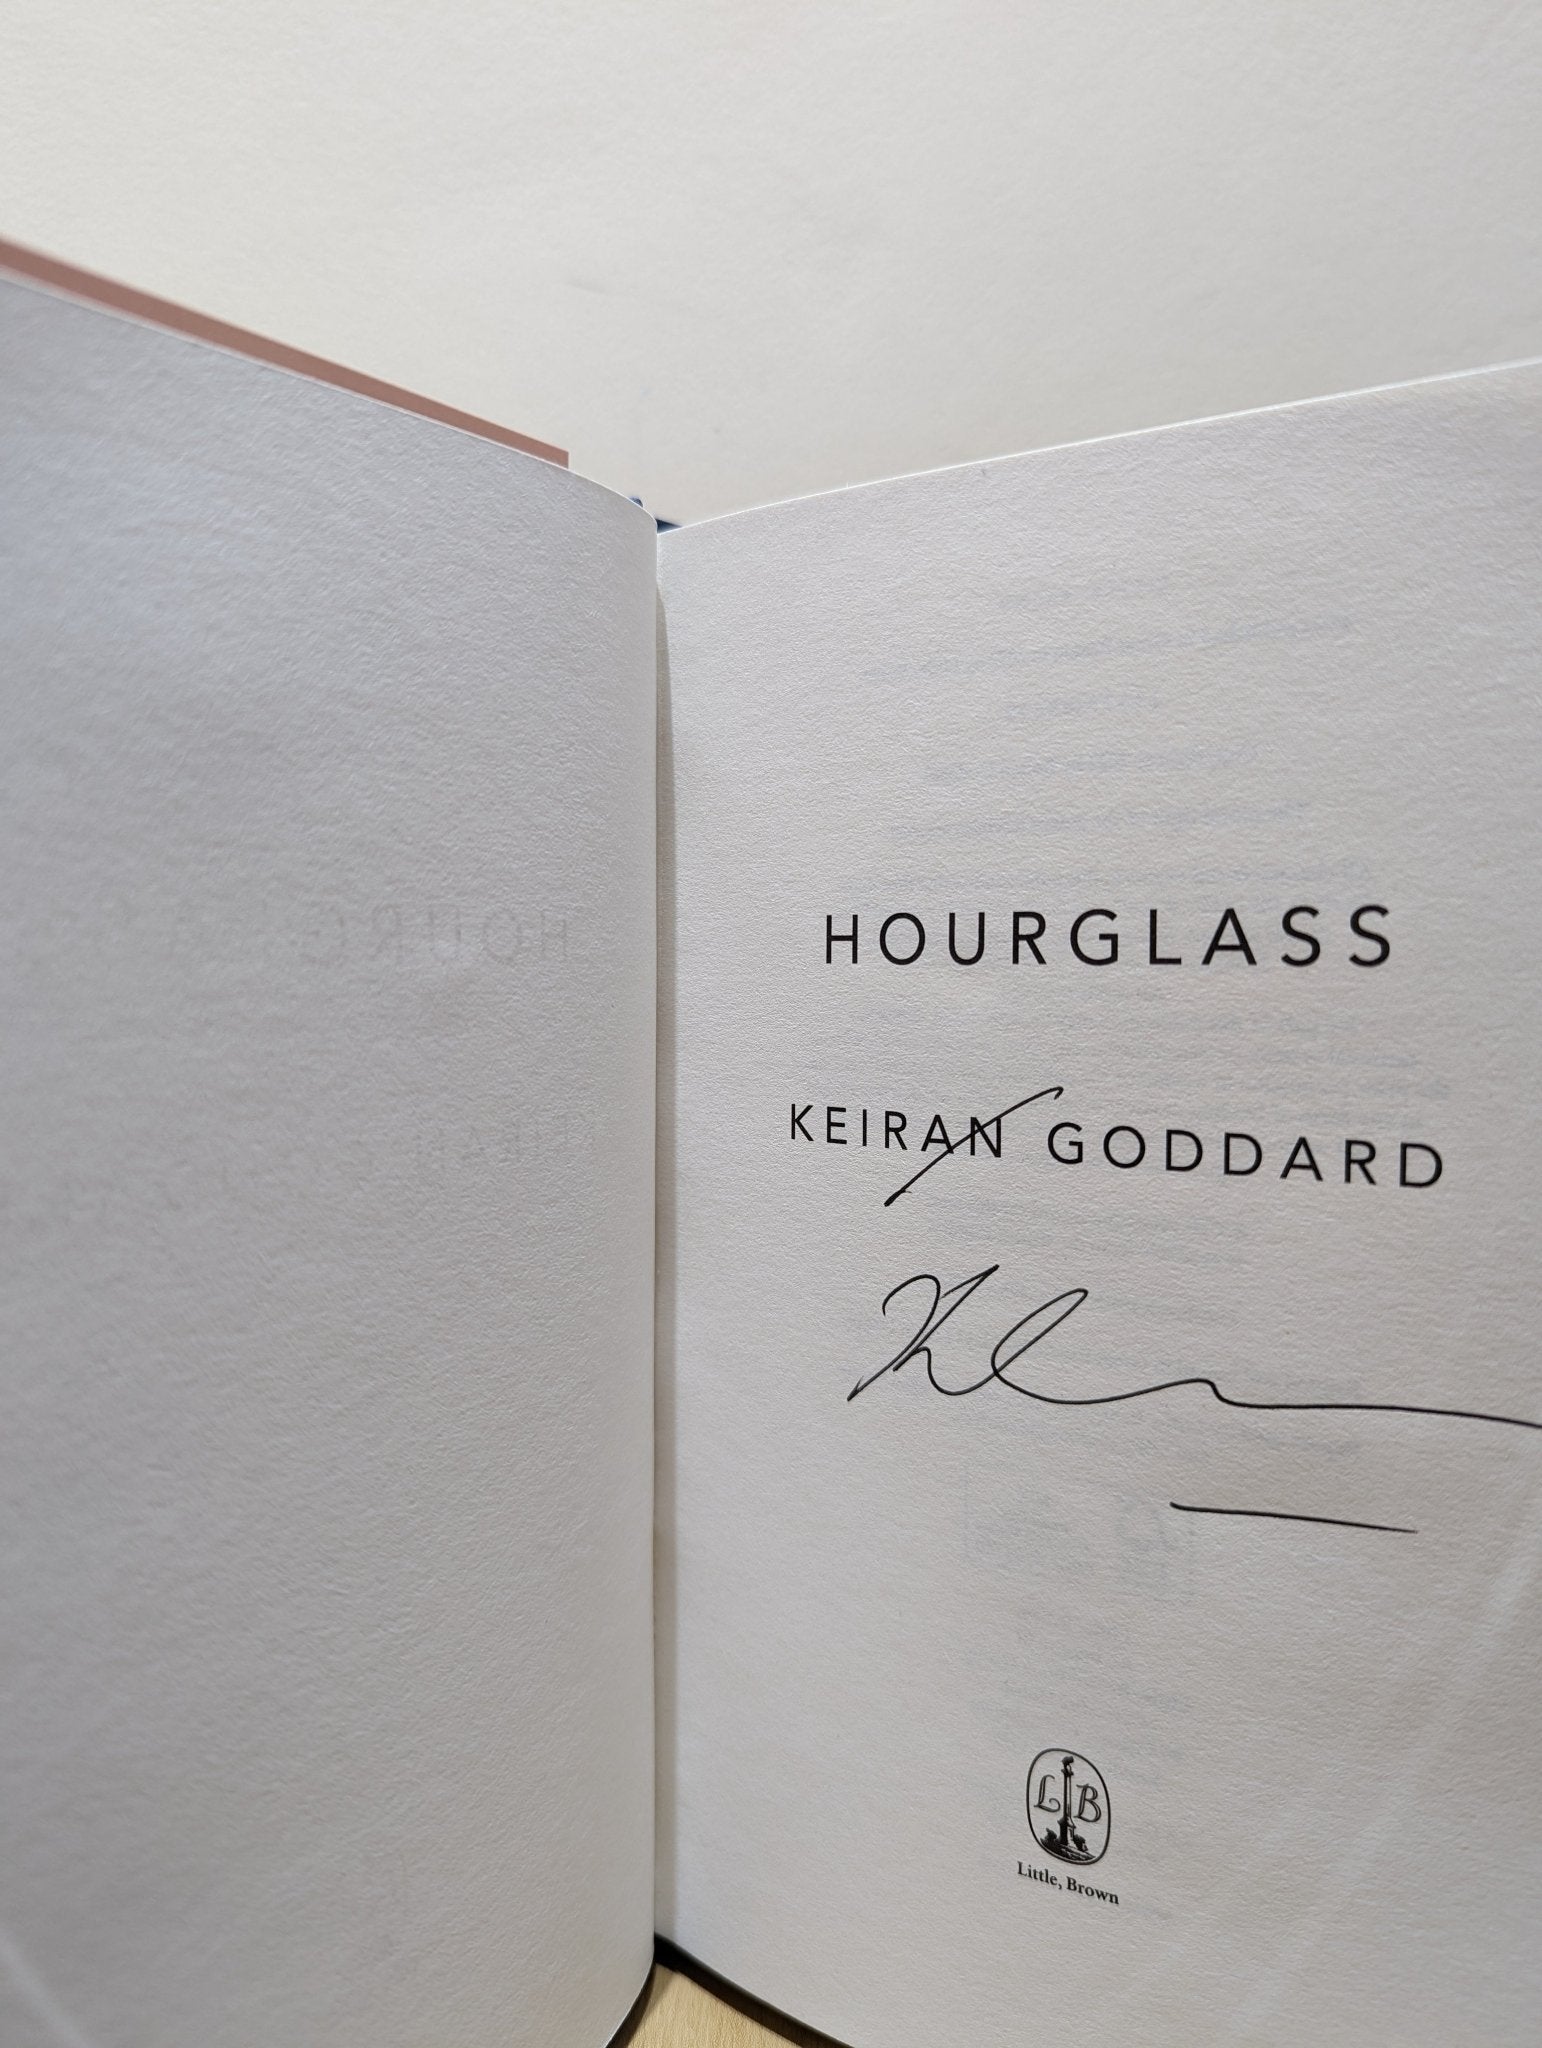 HOURGLASS
KEIRAN GODDARD
L B
Little, Brown